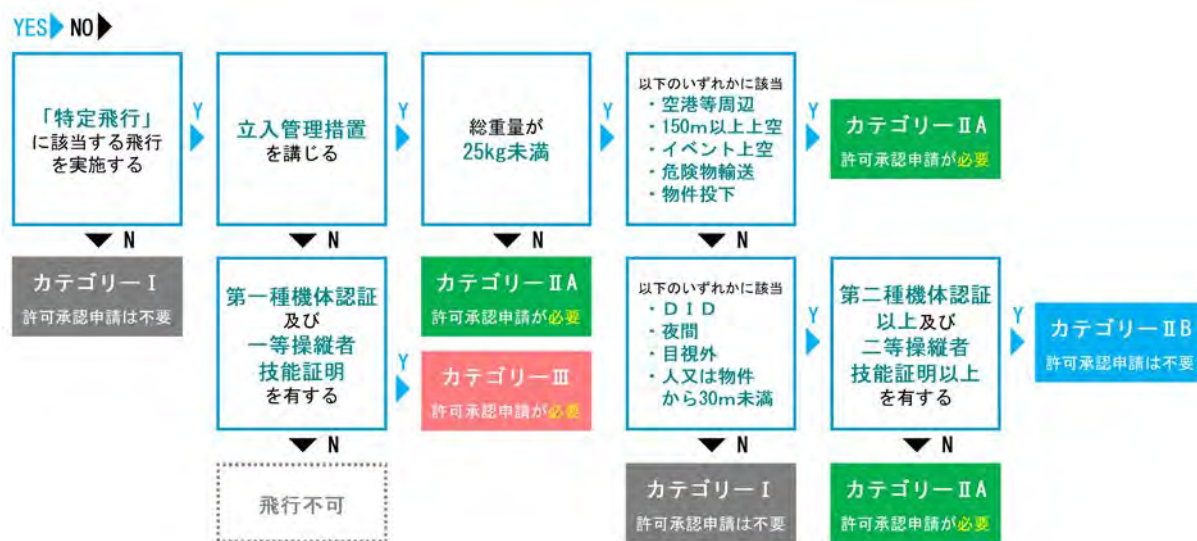 YES NO
「特定飛行」
に該当する飛行
を実施する
Y
立入管理措置
を講じる
Y
総重量が
25kg未満
Y
以下のいずれかに該当
・空港等周辺
・150m以上上空
・イベント上空
・危険物輸送
・物件投下
Y
カテゴリーⅡA
許可承認申請が必要
N
N
N
N
カテゴリーⅠ
許可承認申請は不要
第一種機体認証
及び
一等操縦者
技能証明
を有する
Y
カテゴリーⅡA
許可承認申請が必要
カテゴリーⅢ
許可承認申請が必要
以下のいずれかに該当
・DID
・夜間
・目視外
・人又は物件
から30m未満
Y
第二種機体認証
以上及び
二等操縦者
技能証明以上
を有する
Y
カテゴリーⅡB
許可承認申請は不要
N
N
N
飛行不可
カテゴリーⅠ
許可承認申請は不要
カテゴリーⅡA
許可承認申請が必要